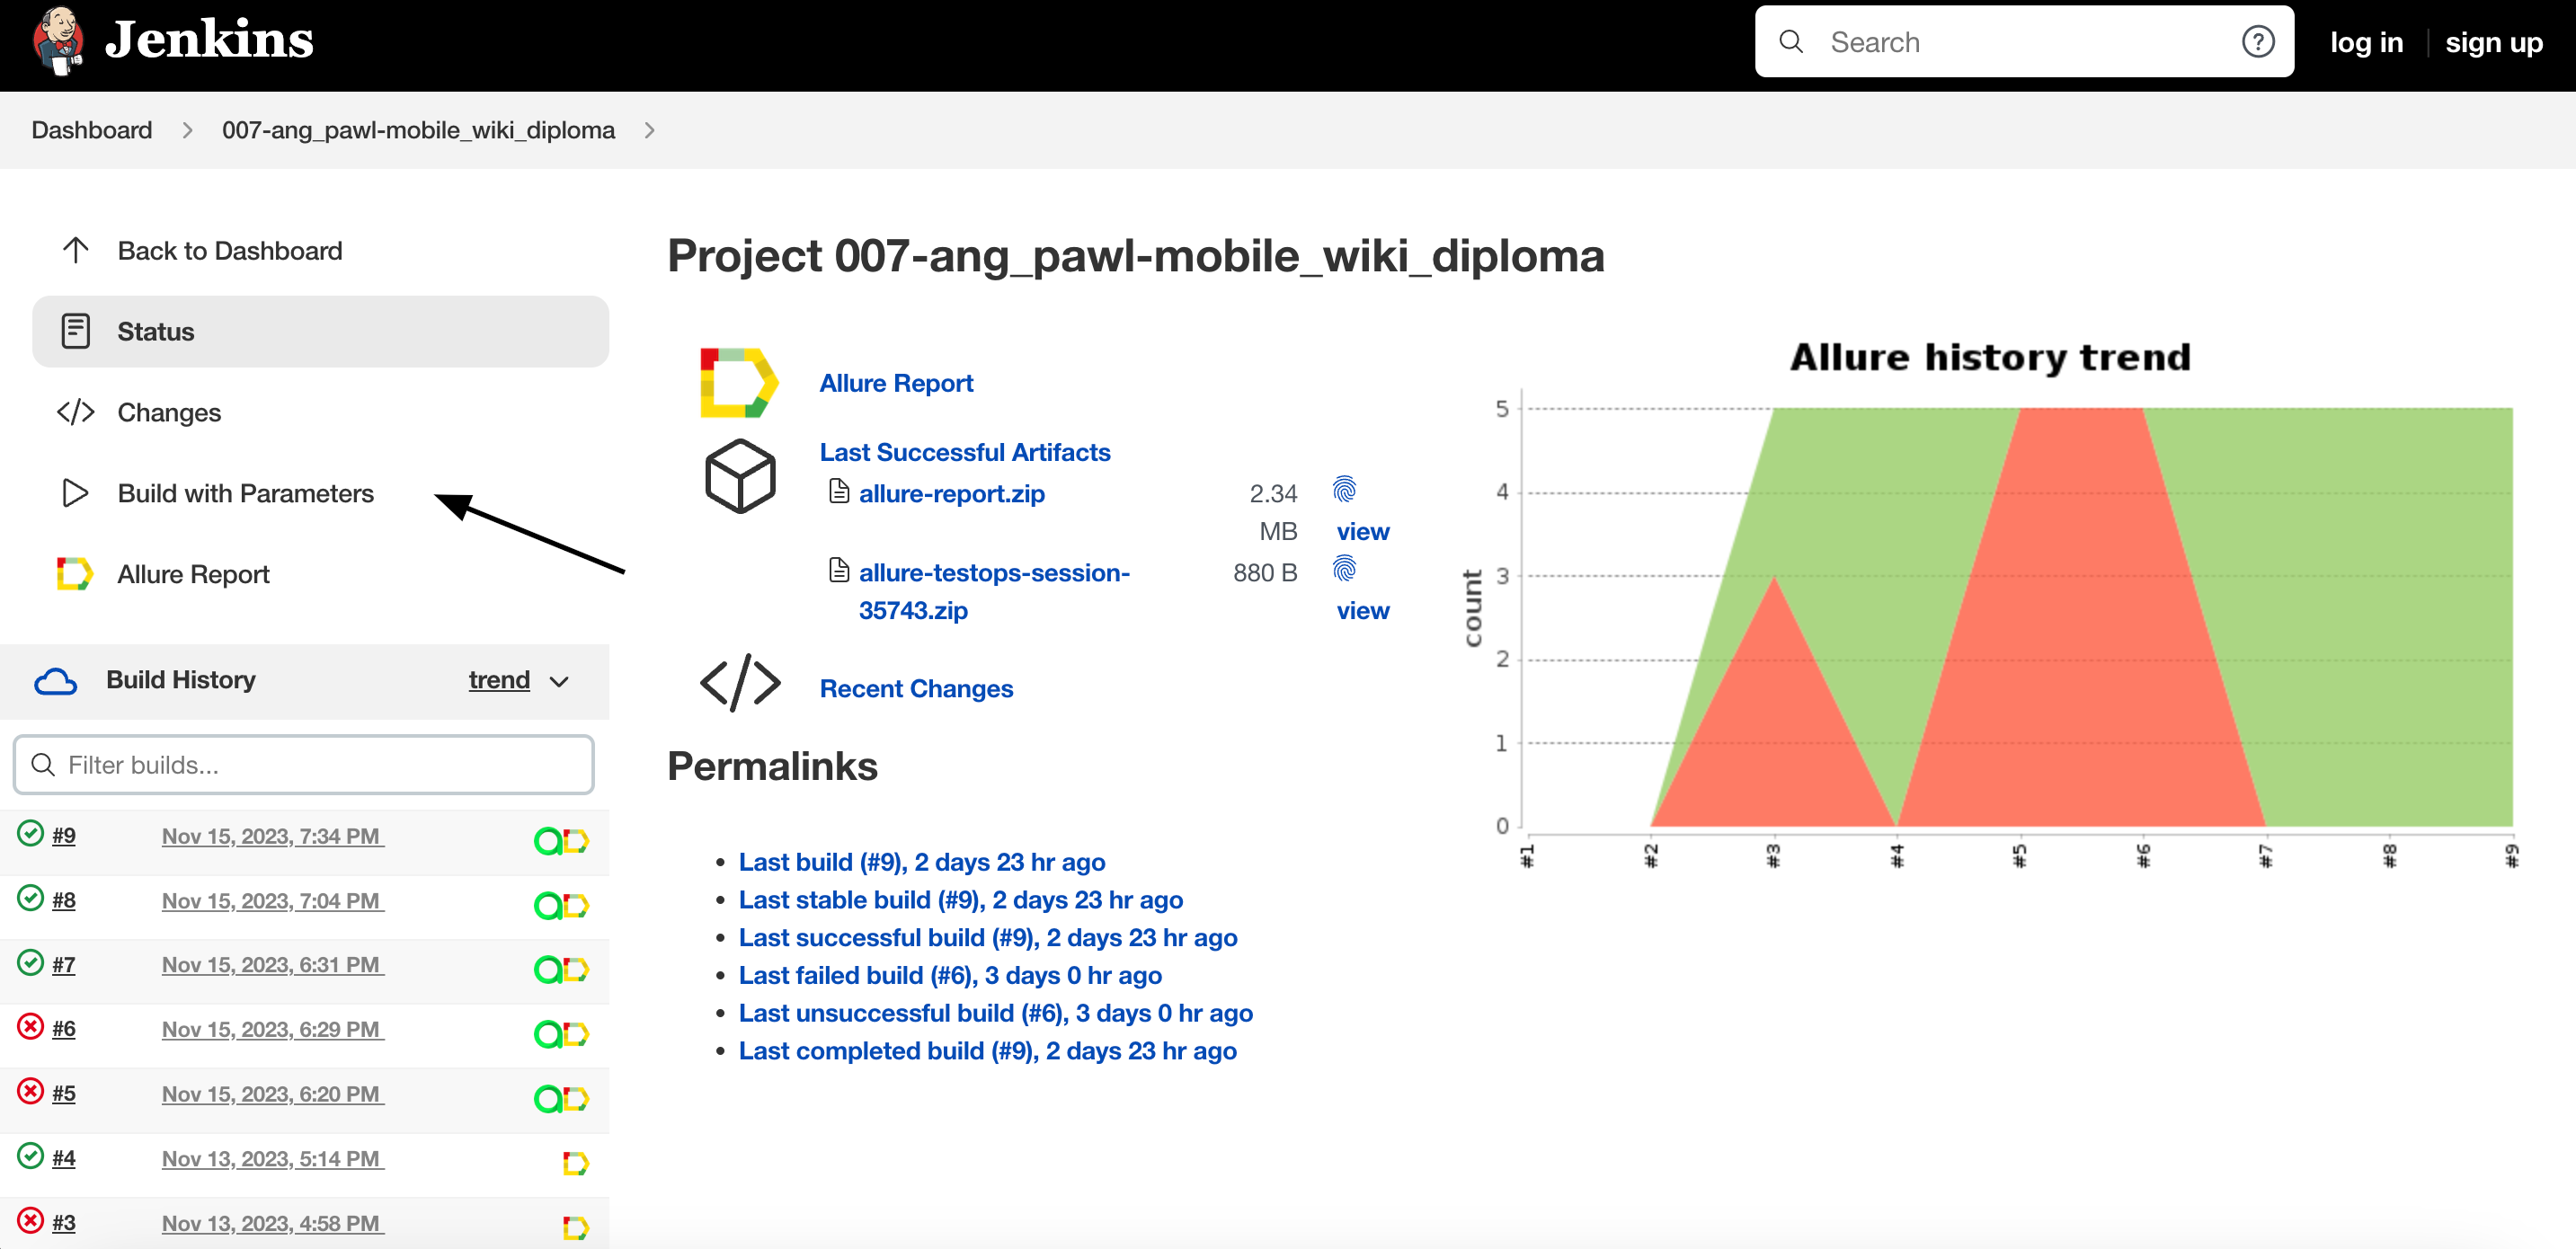 Jenkins
Search
log in
sign up
Dashboard
007-ang_pawl-mobile_wiki_diploma
Back to Dashboard
Status
Changes
Build with Parameters
Allure Report
Build History
trend
Filter builds...
#9 Nov 15, 2023, 7:34 PM
#8 Nov 15, 2023, 7:04 PM
#7 Nov 15, 2023, 6:31 PM
#6 Nov 15, 2023, 6:29 PM
#5 Nov 15, 2023, 6:20 PM
#4 Nov 13, 2023, 5:14 PM
#3 Nov 13, 2023, 4:58 PM
Project 007-ang_pawl-mobile_wiki_diploma
Allure Report
Last Successful Artifacts
allure-report.zip 2.34
MB view
allure-testops-session- 880 B
35743.zip view
Recent Changes
Permalinks
Last build (#9), 2 days 23 hr ago
Last stable build (#9), 2 days 23 hr ago
Last successful build (#9), 2 days 23 hr ago
Last failed build (#6), 3 days 0 hr ago
Last unsuccessful build (#6), 3 days 0 hr ago
Last completed build (#9), 2 days 23 hr ago
Allure history trend
count
5
4
3
2
1
0
#1 #2 #3 #4 #5 #6 #7 #8 #9